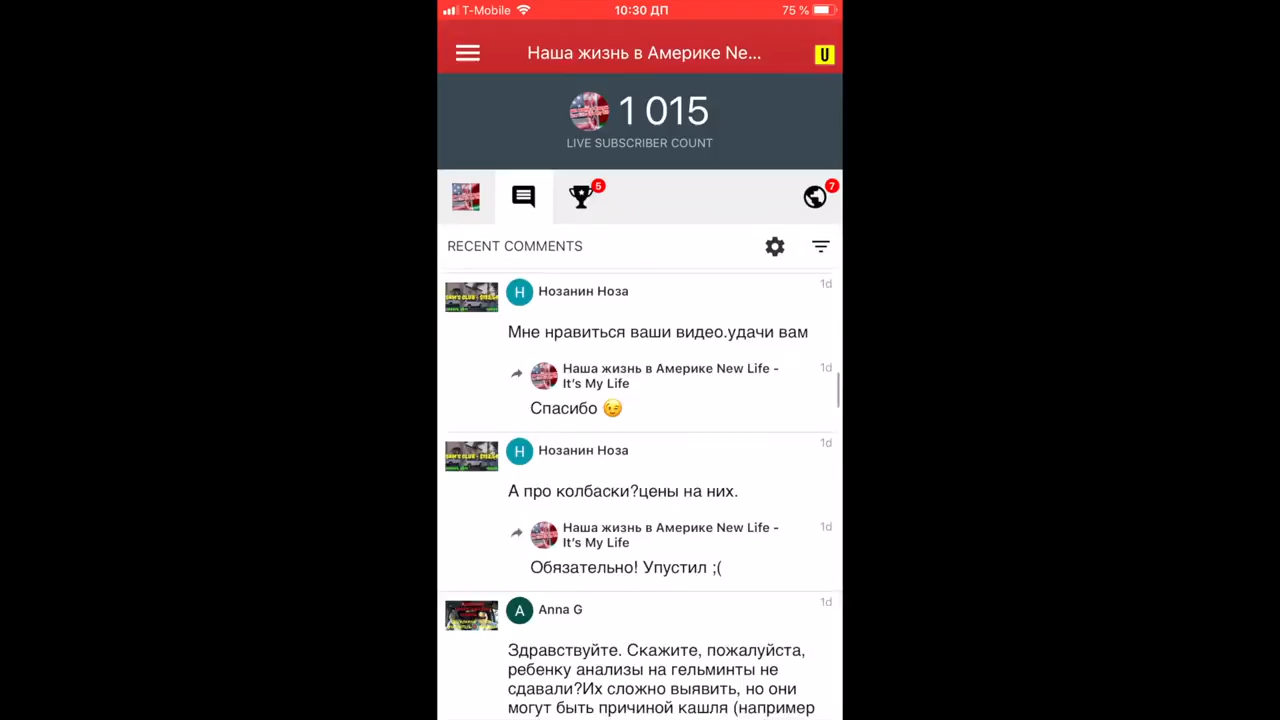 T-Mobile 10:30 ДП 75 %
Наша жизнь в Америке Ne... U
1 015
LIVE SUBSCRIBER COUNT
5
7
RECENT COMMENTS
Н Нозанин Ноза 1d
Мне нравиться ваши видео.удачи вам
Наша жизнь в Америке New Life - 1d
It's My Life
Спасибо 😉
Н Нозанин Ноза 1d
А про колбаски?цены на них.
Наша жизнь в Америке New Life - 1d
It's My Life
Обязательно! Упустил ;(
A Anna G 1d
Здравствуйте. Скажите, пожалуйста,
ребенку анализы на гельминты не
сдавали?Их сложно выявить, но они
могут быть причиной кашля (например